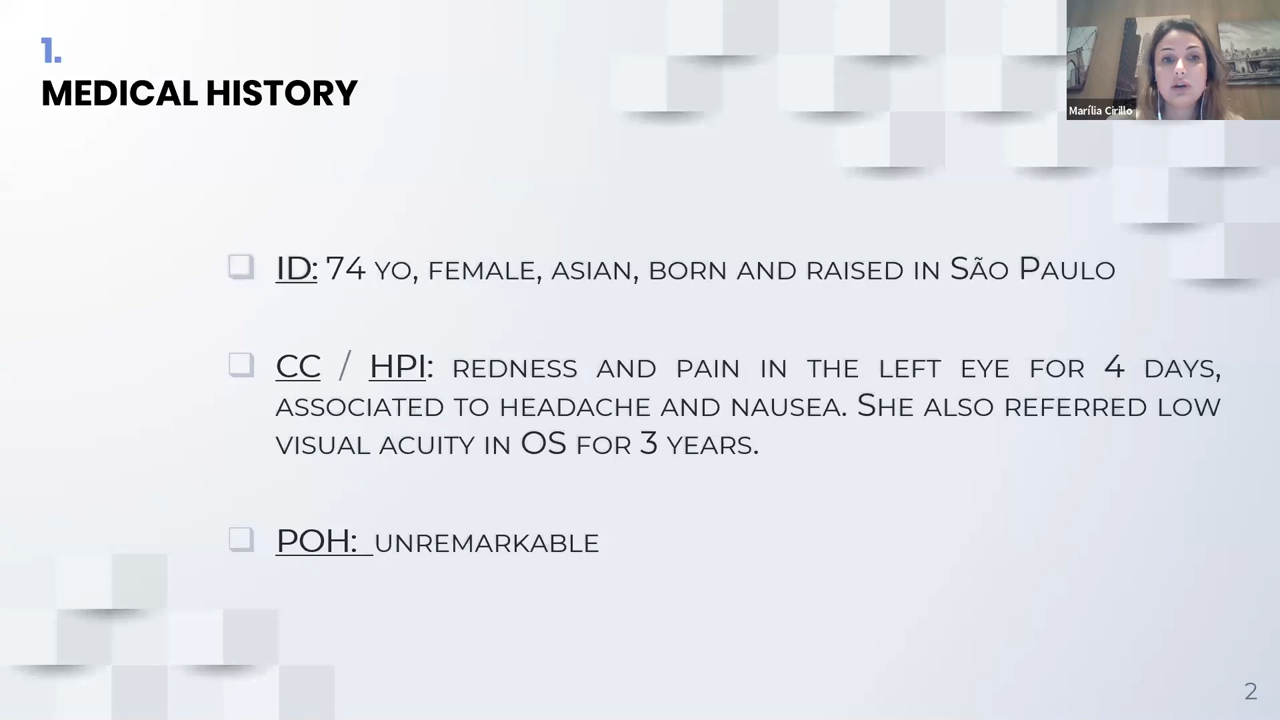 1.
MEDICAL HISTORY
Marília Cirillo
❑ ID: 74 YO, FEMALE, ASIAN, BORN AND RAISED IN SÃO PAULO
❑ CC / HPI: REDNESS AND PAIN IN THE LEFT EYE FOR 4 DAYS,
ASSOCIATED TO HEADACHE AND NAUSEA. SHE ALSO REFERRED LOW
VISUAL ACUITY IN OS FOR 3 YEARS.
❑ POH: UNREMARKABLE
2